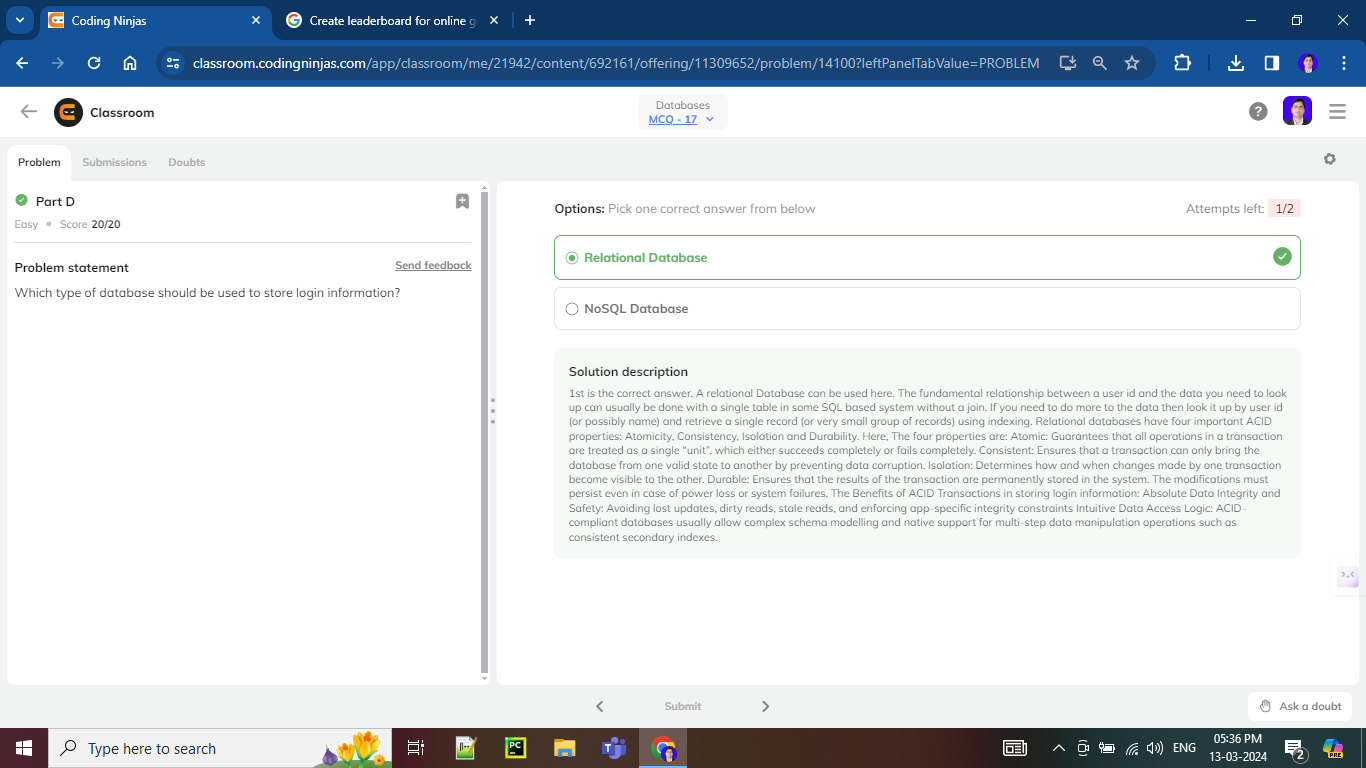 Coding Ninjas
Create leaderboard for online g
classroom.codingninjas.com/app/classroom/me/21942/content/692161/offering/11309652/problem/14100?leftPanelTabValue=PROBLEM
Classroom
Databases
MCQ - 17
Problem
Submissions
Doubts
Part D
Easy
Score 20/20
Problem statement
Send feedback
Which type of database should be used to store login information?
Options: Pick one correct answer from below
Attempts left: 1/2
Relational Database
NoSQL Database
Solution description
1st is the correct answer. A relational Database can be used here. The fundamental relationship between a user id and the data you need to look
up can usually be done with a single table in some SQL based system without a join. If you need to do more to the data then look it up by user id
(or possibly name) and retrieve a single record (or very small group of records) using indexing. Relational databases have four important ACID
properties: Atomicity, Consistency, Isolation and Durability. Here, The four properties are: Atomic: Guarantees that all operations in a transaction
are treated as a single “unit”, which either succeeds completely or fails completely. Consistent: Ensures that a transaction can only bring the
database from one valid state to another by preventing data corruption. Isolation: Determines how and when changes made by one transaction
become visible to the other. Durable: Ensures that the results of the transaction are permanently stored in the system. The modifications must
persist even in case of power loss or system failures. The Benefits of ACID Transactions in storing login information: Absolute Data Integrity and
Safety: Avoiding lost updates, dirty reads, stale reads, and enforcing app-specific integrity constraints Intuitive Data Access Logic: ACID-
compliant databases usually allow complex schema modelling and native support for multi-step data manipulation operations such as
consistent secondary indexes.
Submit
Ask a doubt
Type here to search
PC
ENG
05:36 PM
13-03-2024
2
PRE